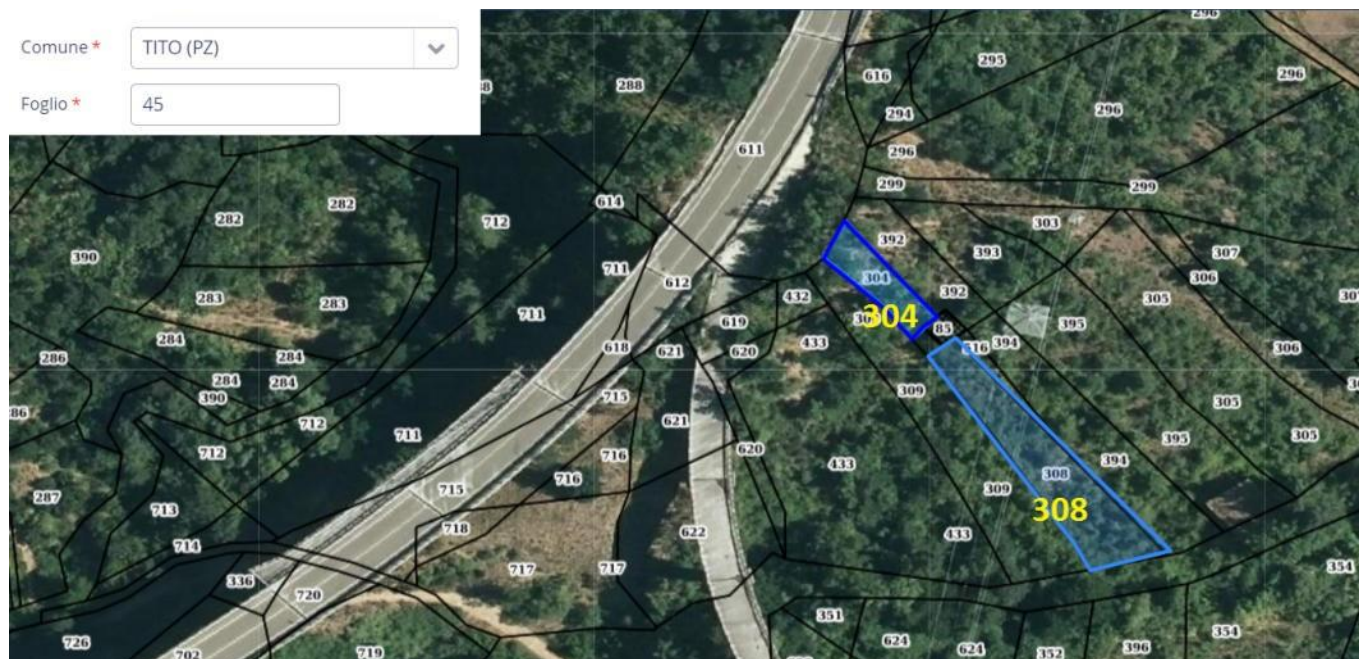 Comune * TITO (PZ)
Foglio * 45
296
616 295
288 296
294
296
611 296
299 299
282 282 614 712 392 303
390 393 307
711 612 304 392 306
283 283 432 305
711 619 304 85 395
284 618 621 620 433 394
286 284 306
284 284 309
390 715
712 621 305
711 620 395 305
712 716 433 308 394
287 715 716 309
713 718 622 308
714 433
717 717 354
336
720 351
624 354
726 702 719 624 352 396